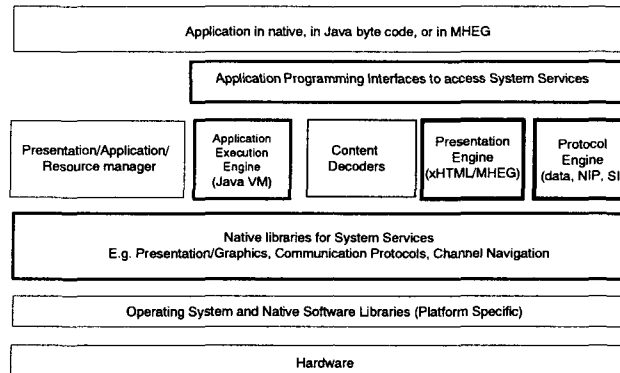 Application in native, in Java byte code, or in MHEG
Application Programming Interfaces to access System Services
Presentation/Application/
Resource manager
Application
Execution
Engine
(Java VM)
Content
Decoders
Presentation
Engine
(xHTML/MHEG)
Protocol
Engine
(data, NIP, SI
Native libraries for System Services
E.g. Presentation/Graphics, Communication Protocols, Channel Navigation
Operating System and Native Software Libraries (Platform Specific)
Hardware